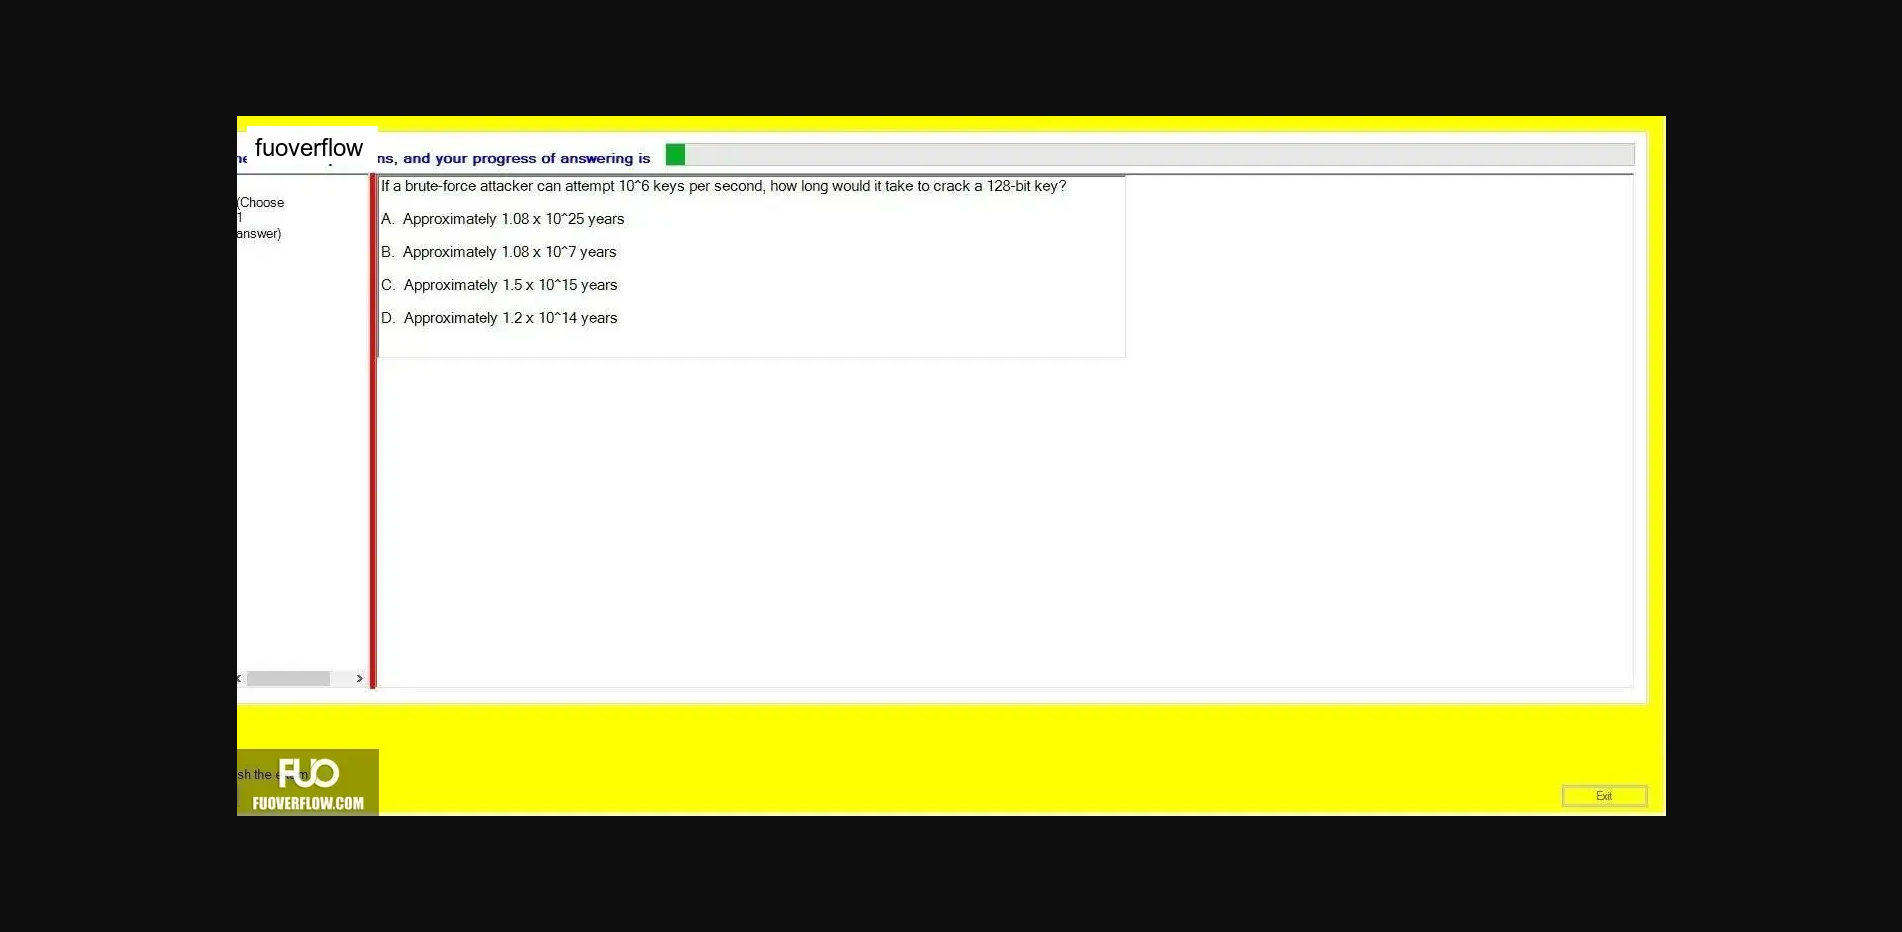 fuoverflow
ns, and your progress of answering is
(Choose
1
answer)
If a brute-force attacker can attempt 10^6 keys per second, how long would it take to crack a 128-bit key?
A. Approximately 1.08 x 10^25 years
B. Approximately 1.08 x 10^7 years
C. Approximately 1.5 x 10^15 years
D. Approximately 1.2 x 10^14 years
sh the
FUO
FUOVERFLOW.COM
Exit